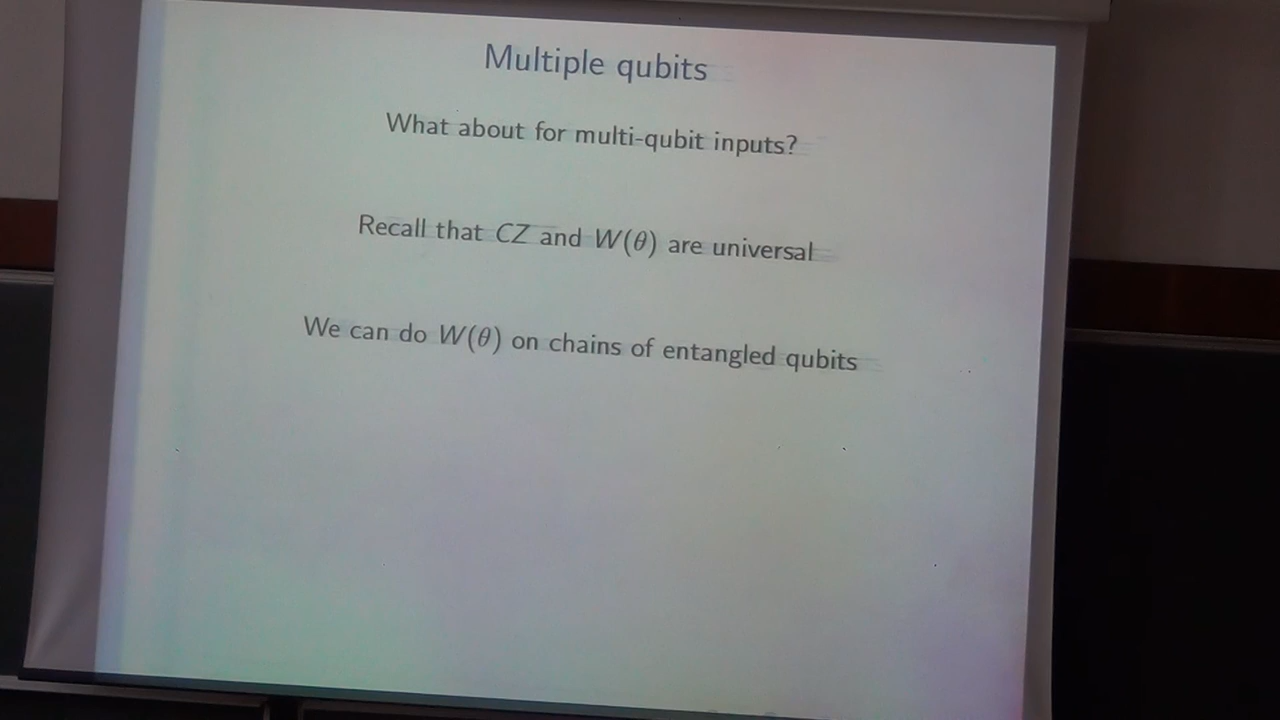 Multiple qubits
What about for multi-qubit inputs?
Recall that CZ and W(θ) are universal
We can do W(θ) on chains of entangled qubits